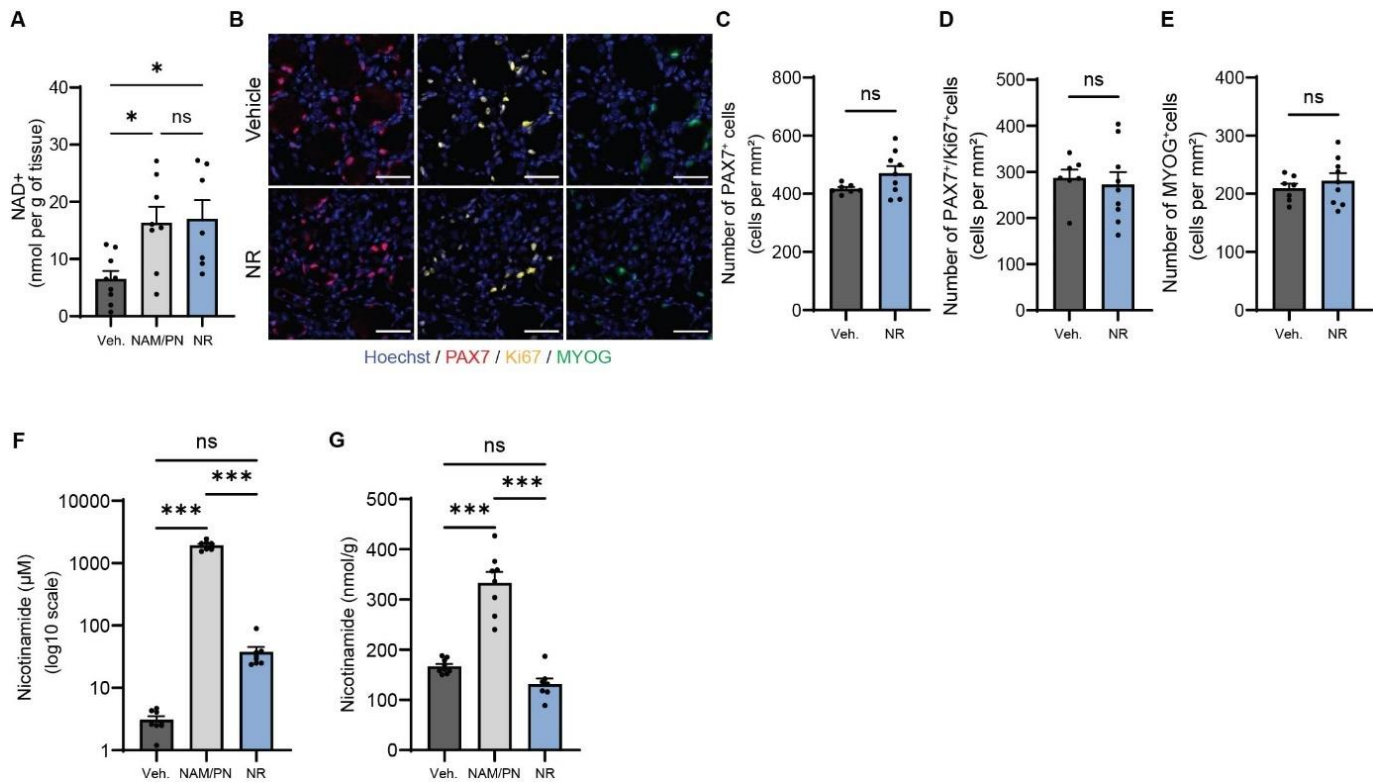 A
NAD+
(nmol per g of tissue)
40
30
20
10
0
*
*
ns
Veh.
NAM/PN
NR
B
Vehicle
NR
Hoechst / PAX7 / Ki67 / MYOG
C
Number of PAX7⁺ cells
(cells per mm²)
800
600
400
200
0
ns
Veh.
NR
D
Number of PAX7⁺/Ki67⁺cells
(cells per mm²)
500
400
300
200
100
0
ns
Veh.
NR
E
Number of MYOG⁺cells
(cells per mm²)
400
300
200
100
0
ns
Veh.
NR
F
Nicotinamide (μM)
(log10 scale)
10000
1000
100
10
1
ns
***
***
Veh.
NAM/PN
NR
G
Nicotinamide (nmol/g)
500
400
300
200
100
0
ns
***
***
Veh.
NAM/PN
NR